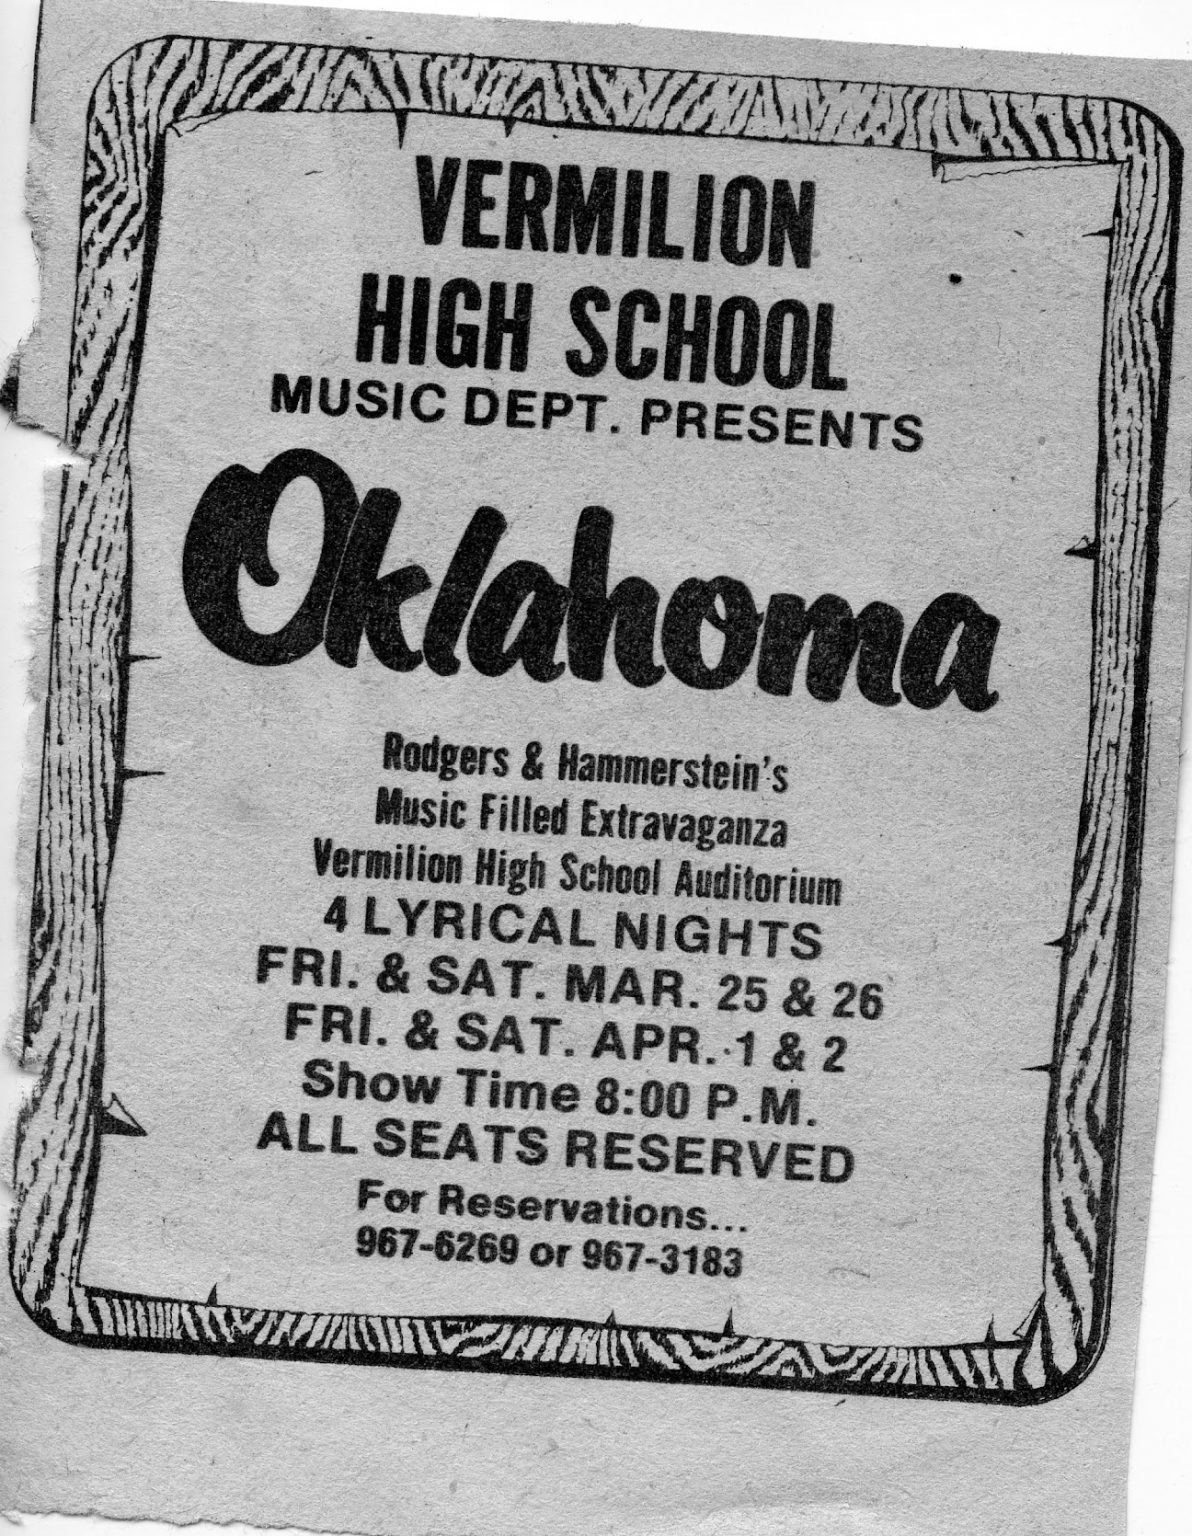 VERMILION
HIGH SCHOOL
MUSIC DEPT. PRESENTS
Oklahoma
Rodgers & Hammerstein's
Music Filled Extravaganza
Vermilion High School Auditorium
4 LYRICAL NIGHTS
FRI. & SAT. MAR. 25 & 26
FRI. & SAT. APR. 1 & 2
Show Time 8:00 P.M.
ALL SEATS RESERVED
For Reservations...
967-6269 or 967-3183